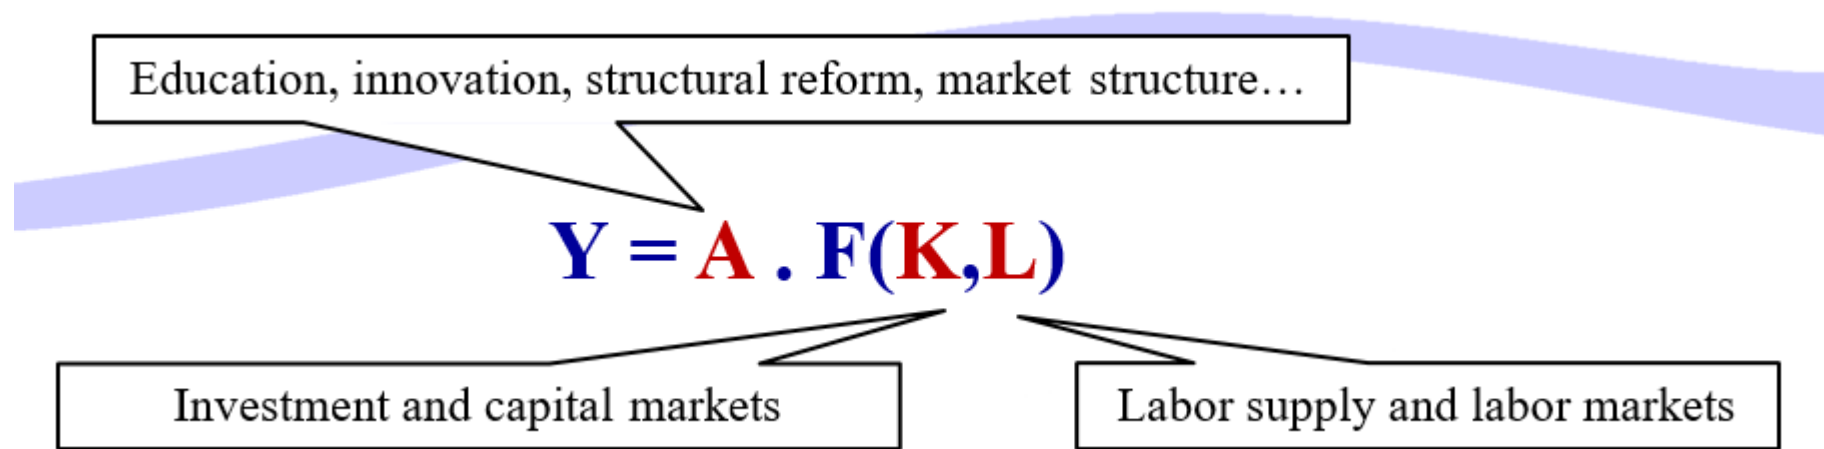 Education, innovation, structural reform, market structure…
Y = A . F(K,L)
Investment and capital markets
Labor supply and labor markets